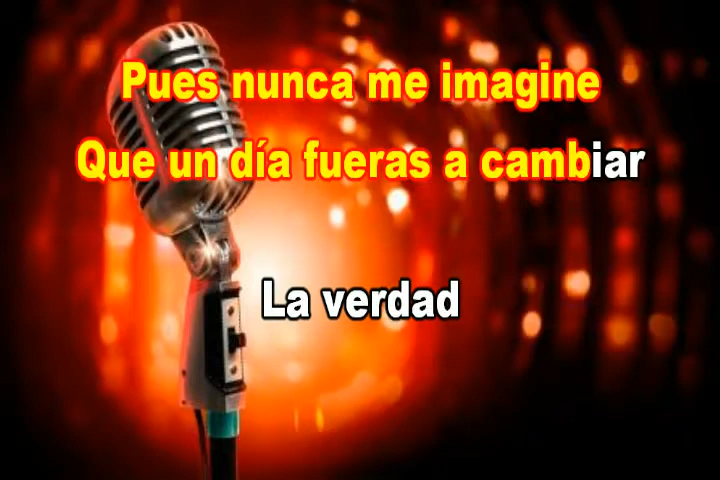 Pues nunca me imagine
Que un día fueras a cambiar
La verdad